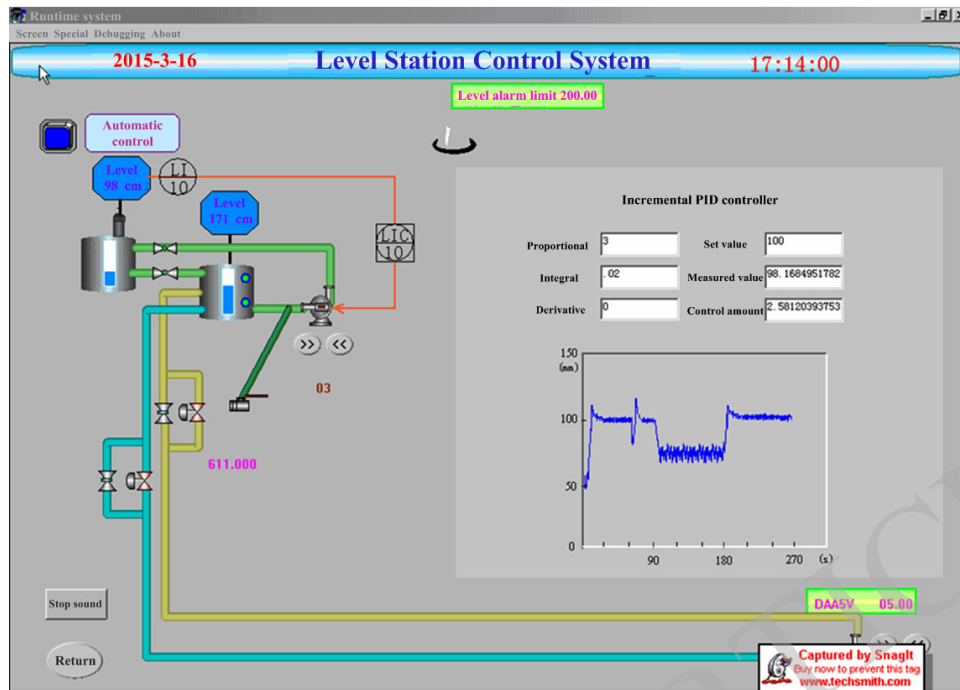 Runtime system
Screen Special Debugging About
2015-3-16
Level Station Control System
17:14:00
Level alarm limit 200.00
Automatic
control
Level
98 cm
LI
10
Level
171 cm
LIC
10
Incremental PID controller
Proportional
3
Set value
100
Integral
.02
Measured value
98.1684951782
Derivative
0
Control amount
2.58120393753
>>
<<
03
611.000
150
(mm)
100
50
0
90
180
270
(s)
Stop sound
DAA5V 05.00
Return
>>
<<
Captured by SnagIt
Buy now to prevent this tag
www.techsmith.com